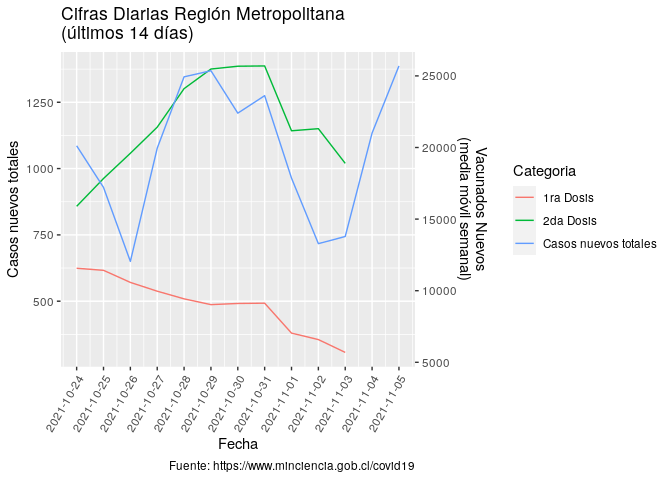 Cifras Diarias Región Metropolitana
(últimos 14 días)
Casos nuevos totales
1250
1000
750
500
25000
20000
15000
10000
5000
Vacunados Nuevos
(media móvil semanal)
2021-10-24
2021-10-25
2021-10-26
2021-10-27
2021-10-28
2021-10-29
2021-10-30
2021-10-31
2021-11-01
2021-11-02
2021-11-03
2021-11-04
2021-11-05
Fecha
Categoria
1ra Dosis
2da Dosis
Casos nuevos totales
Fuente: https://www.minciencia.gob.cl/covid19